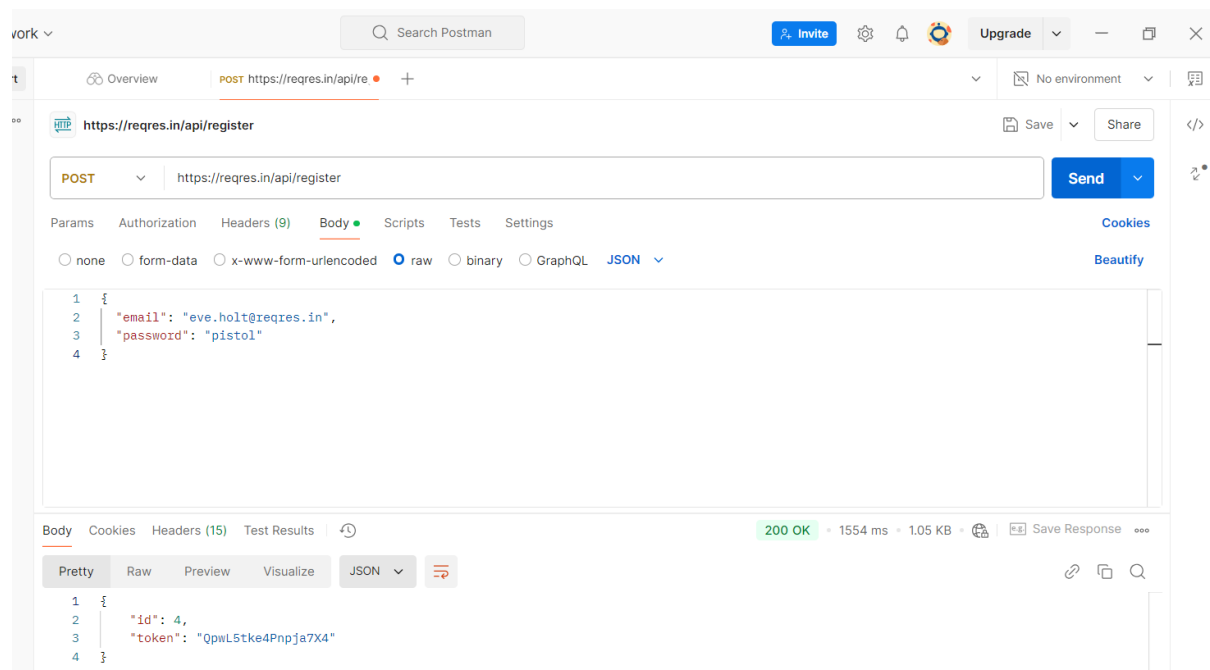 work
Search Postman
Invite
Upgrade
Overview
POST https://reqres.in/api/re
No environment
HTTP https://reqres.in/api/register
Save
Share
POST
https://reqres.in/api/register
Send
Params Authorization Headers (9) Body Scripts Tests Settings
Cookies
none form-data x-www-form-urlencoded raw binary GraphQL JSON
Beautify
1 {
2 "email": "eve.holt@reqres.in",
3 "password": "pistol"
4 }
Body Cookies Headers (15) Test Results
200 OK 1554 ms 1.05 KB e.g. Save Response
Pretty Raw Preview Visualize JSON
1 {
2 "id": 4,
3 "token": "QpwL5tke4Pnpja7X4"
4 }